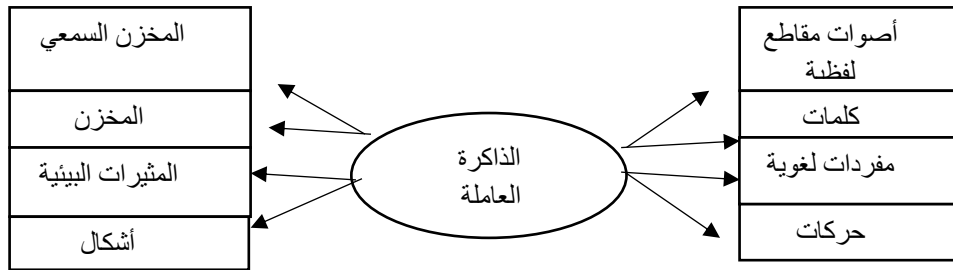 أصوات مقاطع
لفظية
كلمات
مفردات لغوية
حركات
الذاكرة
العاملة
المخزن السمعي
المخزن
المثيرات البيئية
أشكال